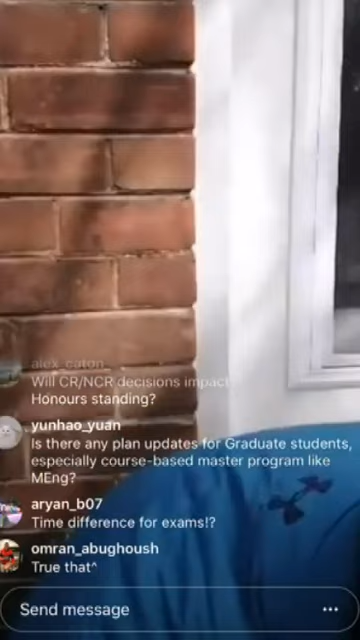 alex_caton_
Will CR/NCR decisions impact
Honours standing?
yunhao_yuan
Is there any plan updates for Graduate students,
especially course-based master program like
MEng?
aryan_b07
Time difference for exams!?
omran_abughoush
True that^
Send message